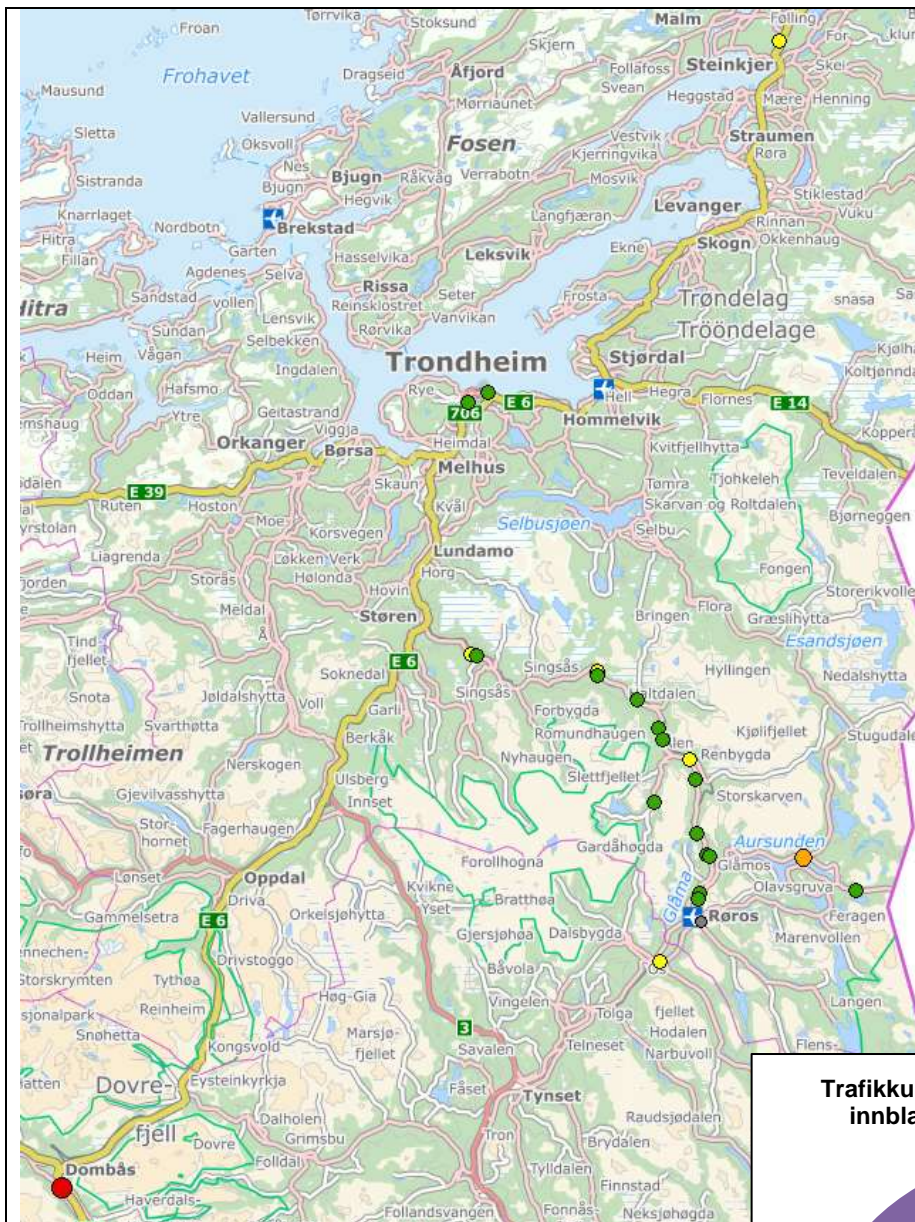 Froan
Tørrvika
Stoksund
Malm
Følling
Skjern
Follafoss
Steinkjer
Skei
Frohavet
Dragseid
Åfjord
Svean
Mausund
Mørriaunet
Heggstad
Mære
Henning
Vallersund
Sletta
Oksvoll
Fosen
Vestvik
Straumen
Nes
Kjerringvika
Røra
Bjugn
Bjugn
Råkvåg
Verrabotn
Mosvik
Sistranda
Hegvik
Stiklestad
Knarrlaget
Nordbotn
Brekstad
Langfjæran
Levanger
Rinnan
Vuku
Hitra
Garten
Hasselvika
Leksvik
Ekne
Skogn
Okkenhaug
Fillan
Agdenes
Selva
Rissa
Seter
Frosta
Trøndelag
snasa
Sandstad
vollen
Lensvik
Reinsklostret
Vanvikan
Trööndelage
Hitra
Sundan
Selbekken
Rørvika
Stjørdal
Heim
Vågan
Ingdalen
Trondheim
Oddan
Hafsmo
Rye
Hell
Hegra
Flornes
Ytre
Geitastrand
706
E 6
E 14
Viggja
Hommelvik
Orkanger
Børsa
Heimdal
Kvitfjellhytta
Melhus
Tjohkeleh
Teveldalen
E 39
Skaun
Tømra
Skarvan og Roltdalen
Ruten
Hoston
Kvål
Selbusjøen
Selbu
Bjørneggen
Moe
Korsvegen
Liagrenda
Løkken Verk
Lundamo
Fongen
Storås
Hølonda
Horg
Hovin
Flora
Meldal
Støren
Bringen
Græslihytta
Å
Esandsjøen
Tind
fjellet
E 6
Singsås
Hyllingen
Soknedal
Nedalshytta
Snota
Jøldalshytta
Voll
Singsås
Garli
Forbygda
Trollheimshytta
Svarthøtta
Romundhaugen
Kjølifjellet
Stugudale
Berkåk
Trollheimen
Nyhaugen
Renbygda
Nerskogen
Slettfjellet
Ulsberg
Gjevilvasshytta
Innset
Storskarven
Stor-
hornet
Fagerhaugen
Gardåhøgda
Aursunden
Forollhogna
Glåmos
Lønset
Oppdal
Kvikne
Olavsgruva
Driva
Bratthøa
Glåma
Gammelsetra
Orkelsjøhytta
Yset
Feragen
E 6
Røros
Gjersjøhøa
Dalsbygda
Marenvollen
Drivstoggo
Båvola
Os
Storskrymten
Tythøa
Høg-Gia
Vingelen
Langen
Reinheim
Tolga
fjellet
Marsjø-
fjellet
3
Hodalen
Snøhetta
Kongsvold
Telneset
Flens-
Savalen
Narbuvoll
Dovre-
Eysteinkyrkja
Fåset
Tynset
Trafikku
innbla
fjell
Dalholen
Raudsjødalen
Dovre
Grimsbu
Tron
Brydalen
Folldal
Dombås
Tylldalen
Finnstad
Haverdals-
Follandsvangen
Fonnås-
Neksjøhøgda